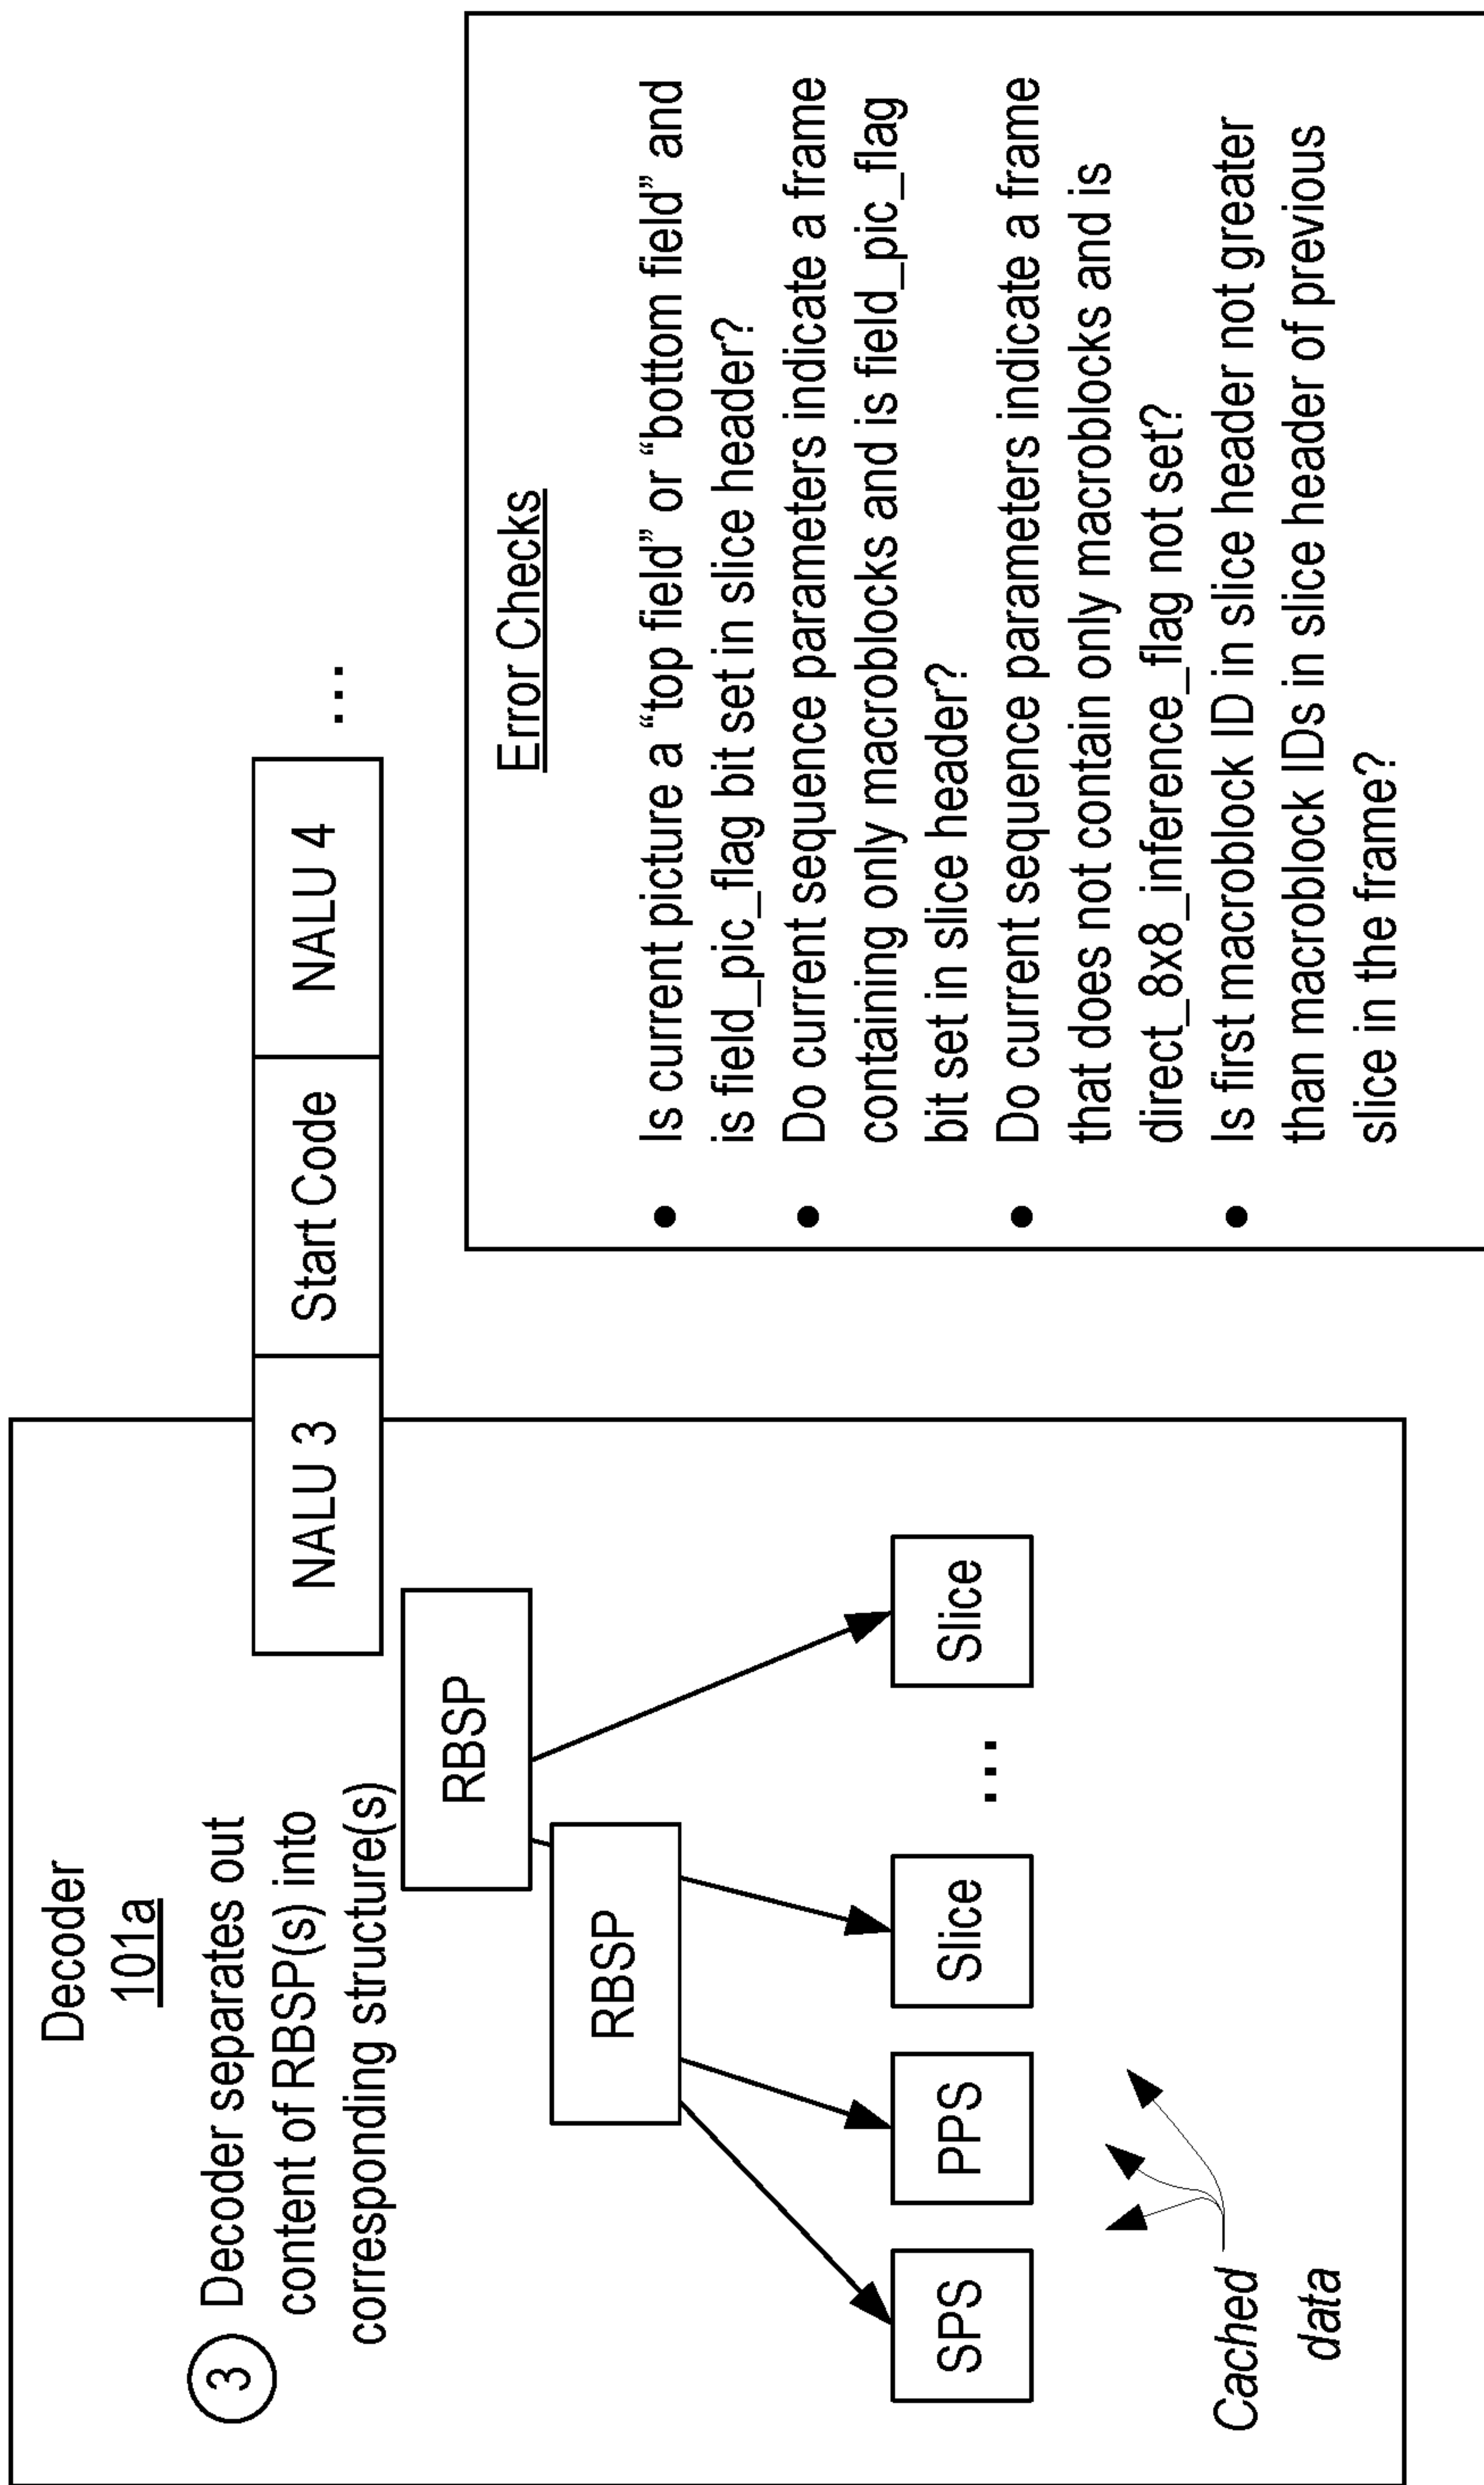 Decoder
101a
3
Decoder separates out
content of RBSP(s) into
corresponding structure(s)
NALU 3
Start Code
NALU 4
...
RBSP
RBSP
SPS
PPS
Slice
...
Slice
Cached
data
Error Checks
• Is current picture a “top field” or “bottom field” and
is field_pic_flag bit set in slice header?
• Do current sequence parameters indicate a frame
containing only macroblocks and is field_pic_flag
bit set in slice header?
• Do current sequence parameters indicate a frame
that does not contain only macroblocks and is
direct_8x8_inference_flag not set?
• Is first macroblock ID in slice header not greater
than macroblock IDs in slice header of previous
slice in the frame?